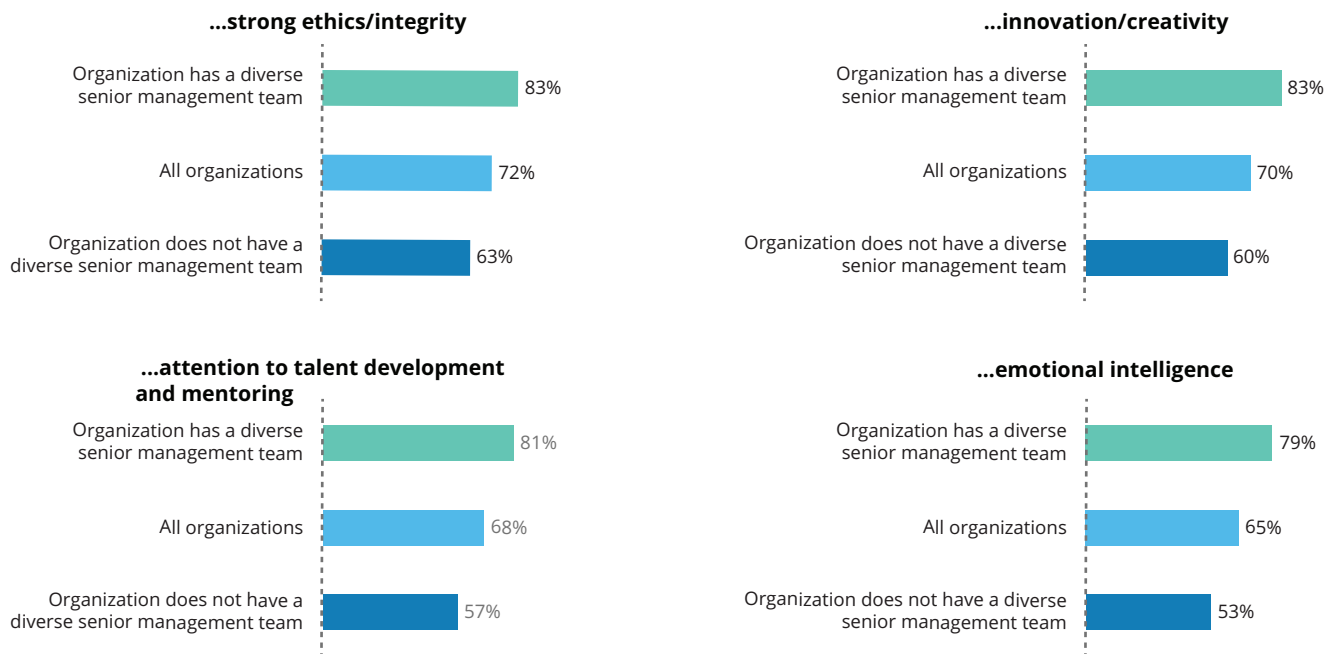 ...strong ethics/integrity
Organization has a diverse
senior management team
83%
All organizations
72%
Organization does not have a
diverse senior management team
63%
...innovation/creativity
Organization has a diverse
senior management team
83%
All organizations
70%
Organization does not have a diverse
senior management team
60%
...attention to talent development
and mentoring
Organization has a diverse
senior management team
81%
All organizations
68%
Organization does not have a
diverse senior management team
57%
...emotional intelligence
Organization has a diverse
senior management team
79%
All organizations
65%
Organization does not have a diverse
senior management team
53%